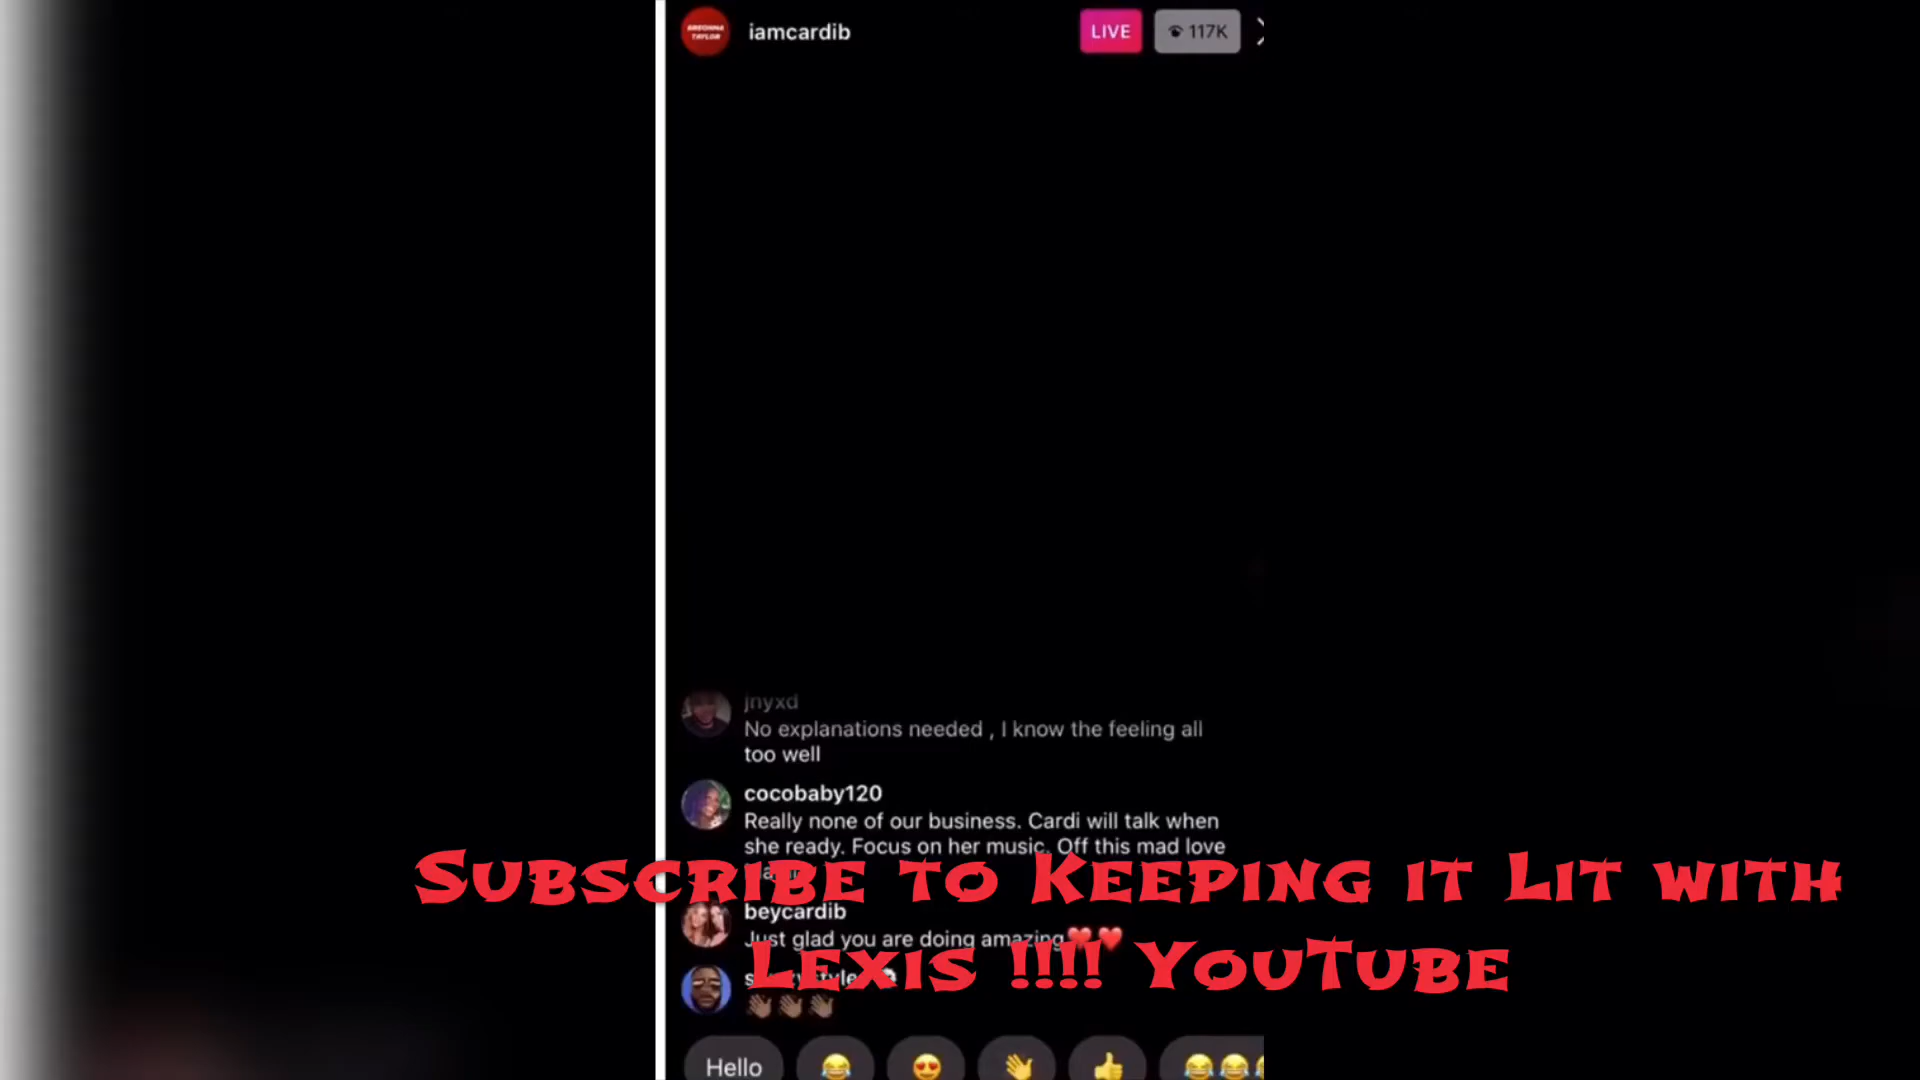 BREONNA
TAYLOR
iamcardib
LIVE
117K
jnyxd
No explanations needed , I know the feeling all
too well
cocobaby120
Really none of our business. Cardi will talk when
she ready. Focus on her music. Off this mad love
Subscribe to Keeping it Lit with
beycardib
Just glad you are doing amazing❤️❤️
Lexis !!!! YouTube
👋🏾👋🏾👋🏾
Hello 😂 😍 👋 👍 😂😂